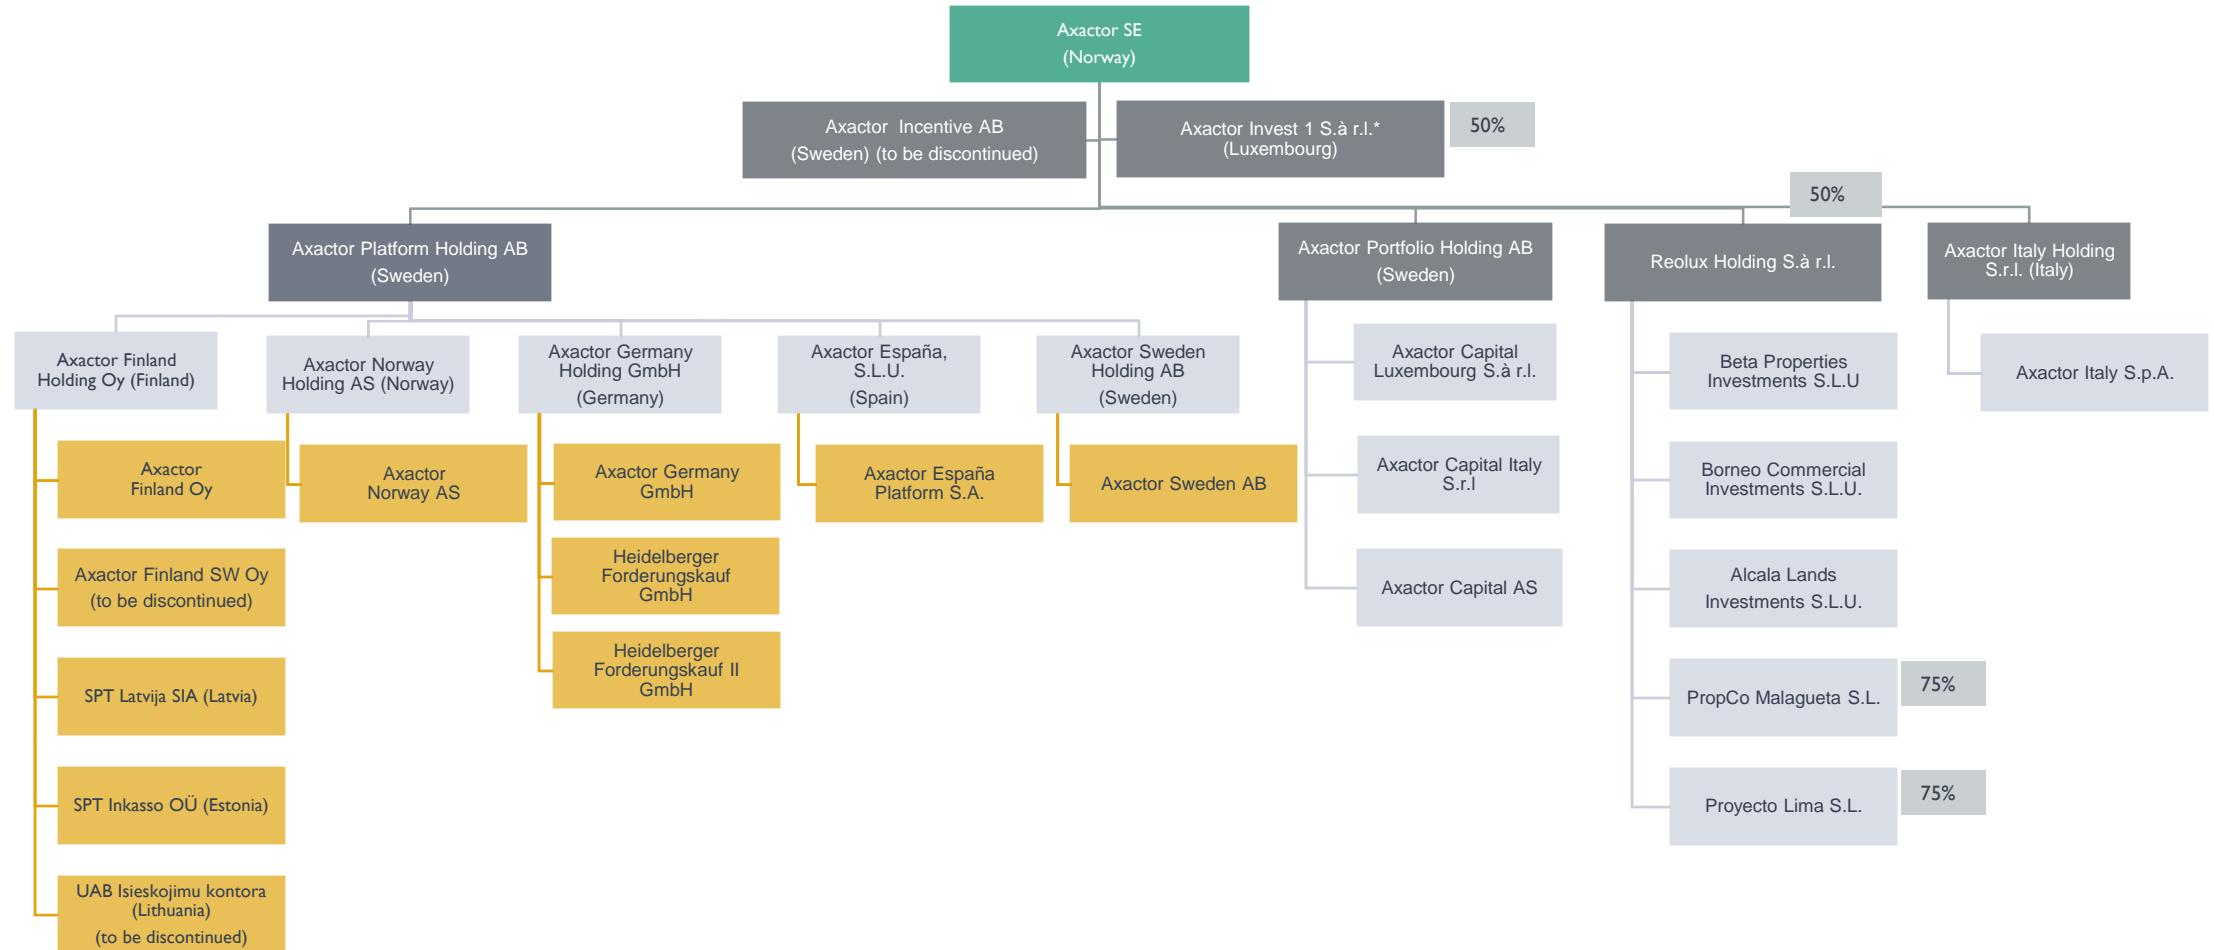 Axactor SE
(Norway)
Axactor Incentive AB
(Sweden) (to be discontinued)
Axactor Invest 1 S.à r.l.*
(Luxembourg)
50%
50%
Axactor Platform Holding AB
(Sweden)
Axactor Portfolio Holding AB
(Sweden)
Reolux Holding S.à r.l.
Axactor Italy Holding
S.r.l. (Italy)
Axactor Finland
Holding Oy (Finland)
Axactor Norway
Holding AS (Norway)
Axactor Germany
Holding GmbH
(Germany)
Axactor España,
S.L.U.
(Spain)
Axactor Sweden
Holding AB
(Sweden)
Axactor Capital
Luxembourg S.à r.l.
Beta Properties
Investments S.L.U
Axactor Italy S.p.A.
Axactor
Finland Oy
Axactor
Norway AS
Axactor Germany
GmbH
Axactor España
Platform S.A.
Axactor Sweden AB
Axactor Capital Italy
S.r.l
Borneo Commercial
Investments S.L.U.
Axactor Finland SW Oy
(to be discontinued)
Heidelberger
Forderungskauf
GmbH
Axactor Capital AS
Alcala Lands
Investments S.L.U.
SPT Latvija SIA (Latvia)
Heidelberger
Forderungskauf II
GmbH
PropCo Malagueta S.L.
75%
SPT Inkasso OÜ (Estonia)
Proyecto Lima S.L.
75%
UAB Isieskojimu kontora
(Lithuania)
(to be discontinued)